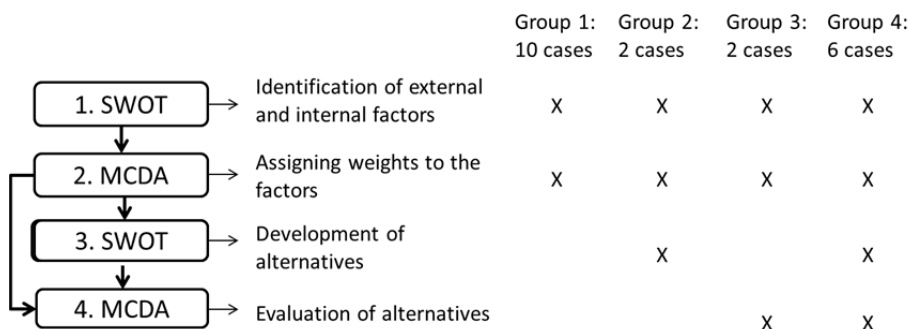 Group 1: Group 2: Group 3: Group 4:
10 cases 2 cases 2 cases 6 cases
1. SWOT
Identification of external
and internal factors
X X X X
2. MCDA
Assigning weights to the
factors
X X X X
3. SWOT
Development of
alternatives
X X
4. MCDA
Evaluation of alternatives
X X